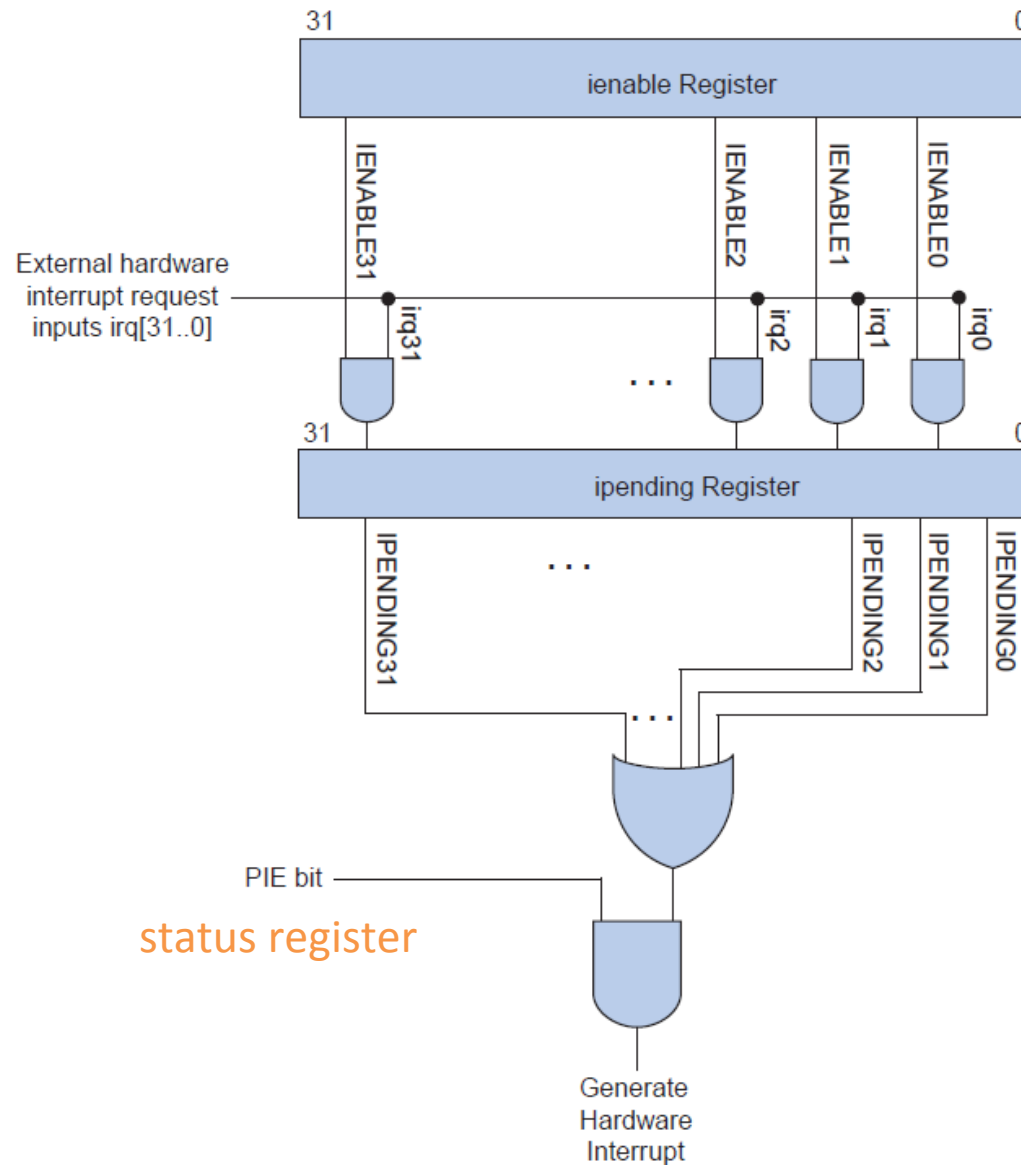 31
0
ienable Register
IENABLE31
IENABLE2
IENABLE1
IENABLE0
External hardware
interrupt request
inputs irq[31..0]
irq31
irq2
irq1
irq0
...
31
0
ipending Register
IPENDING31
...
IPENDING2
IPENDING1
IPENDING0
...
PIE bit
status register
Generate
Hardware
Interrupt